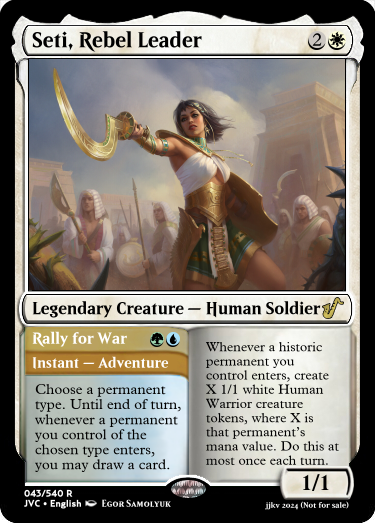 Seti, Rebel Leader 2
Legendary Creature — Human Soldier
Rally for War
Instant — Adventure
Choose a permanent
type. Until end of turn,
whenever a permanent
you control of the
chosen type enters,
you may draw a card.
Whenever a historic
permanent you
control enters, create
X 1/1 white Human
Warrior creature
tokens, where X is
that permanent's
mana value. Do this at
most once each turn.
1/1
043/540 R
JVC • English Egor Samolyuk
jjkv 2024 (Not for sale)